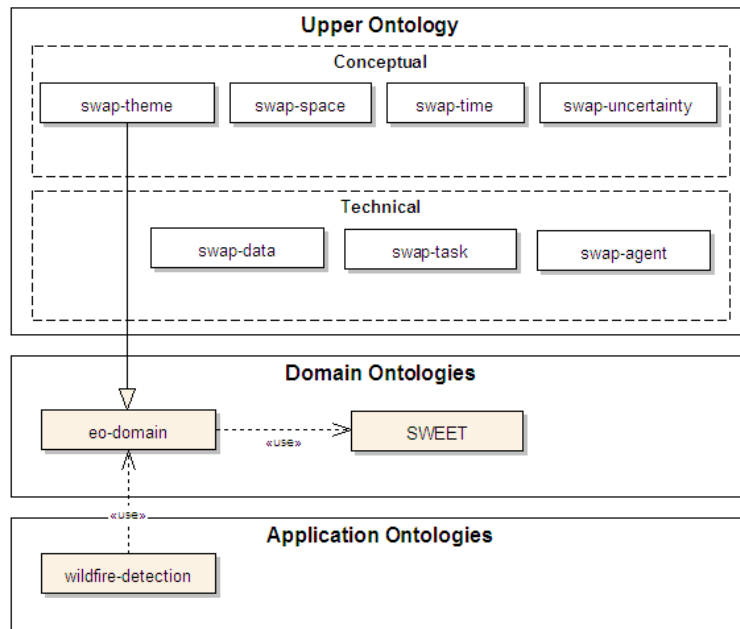 Upper Ontology
Conceptual
swap-theme
swap-space
swap-time
swap-uncertainty
Technical
swap-data
swap-task
swap-agent
Domain Ontologies
eo-domain
«use»
SWEET
«use»
Application Ontologies
wildfire-detection